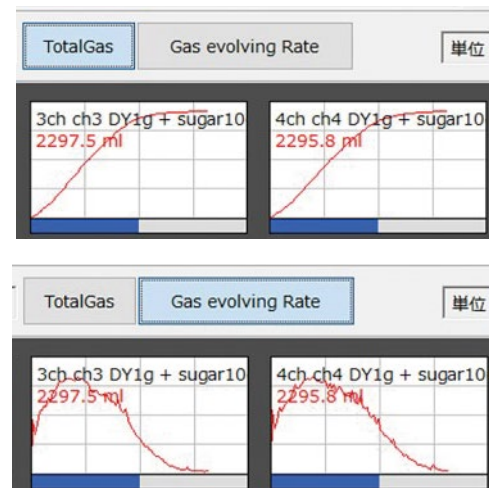 TotalGas Gas evolving Rate 単位
3ch ch3 DY1g + sugar10 4ch ch4 DY1g + sugar10
2297.5 ml 2295.8 ml
TotalGas Gas evolving Rate 単位
3ch ch3 DY1g + sugar10 4ch ch4 DY1g + sugar10
2297.5 ml 2295.8 ml